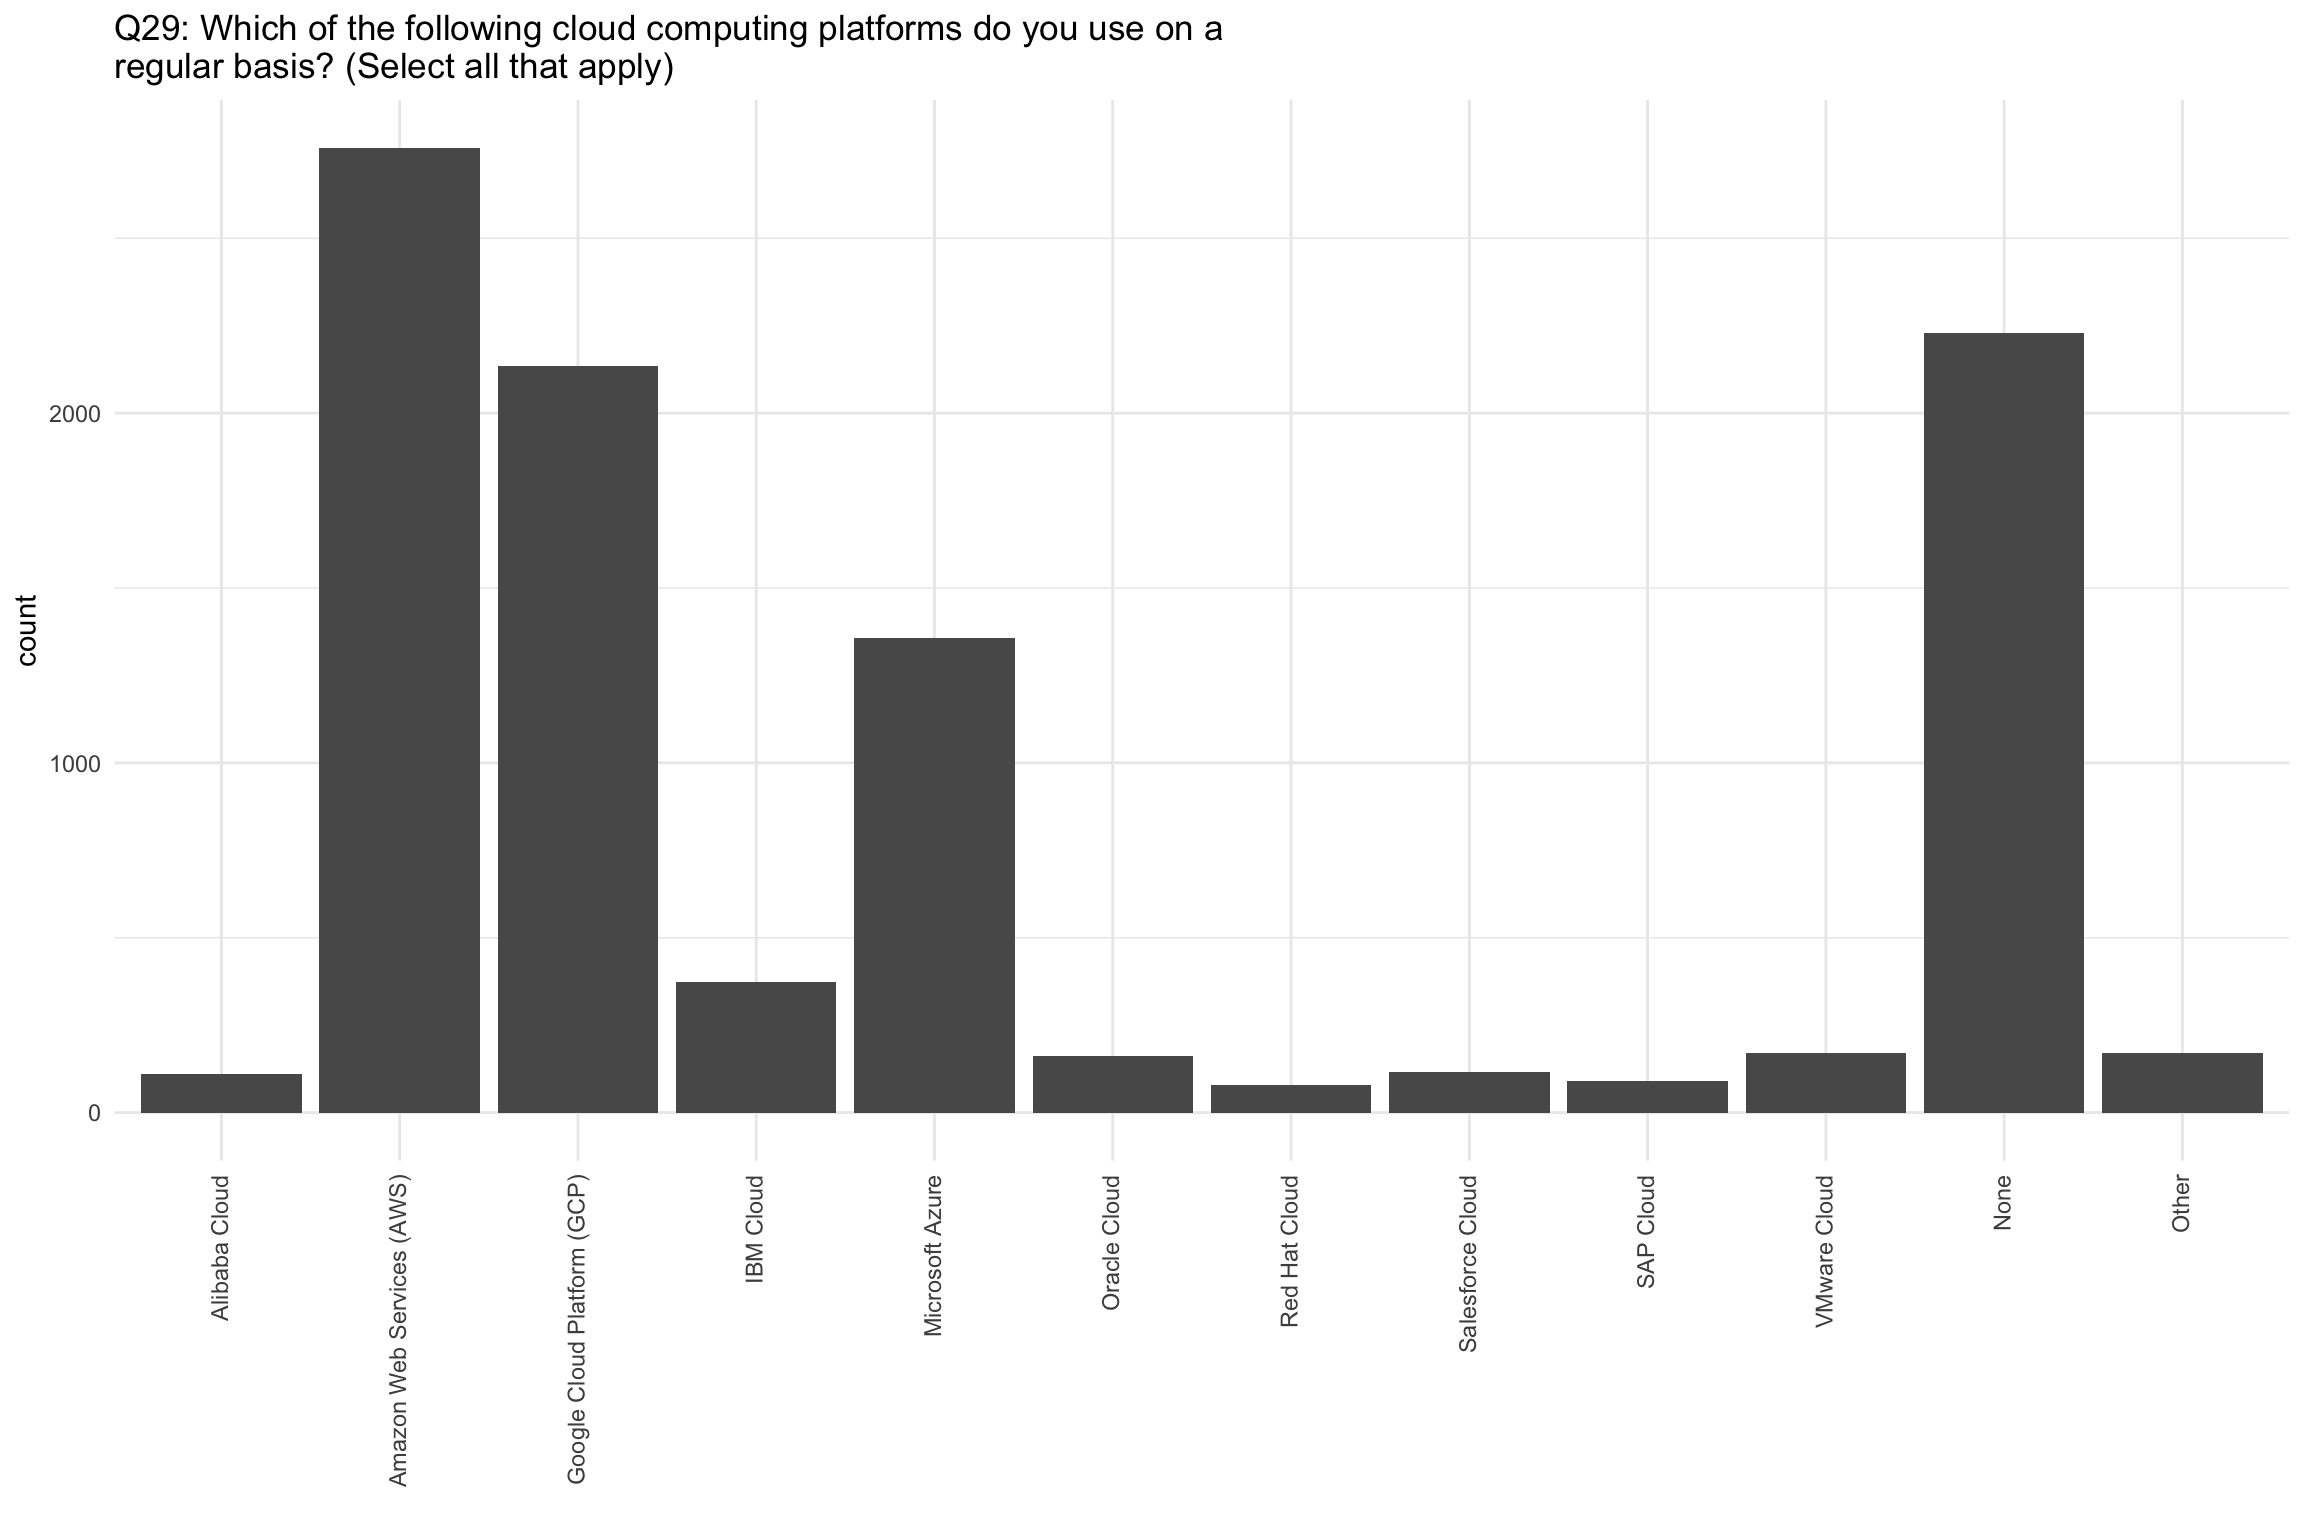 Q29: Which of the following cloud computing platforms do you use on a
regular basis? (Select all that apply)
count
2000
1000
0
Alibaba Cloud
Amazon Web Services (AWS)
Google Cloud Platform (GCP)
IBM Cloud
Microsoft Azure
Oracle Cloud
Red Hat Cloud
Salesforce Cloud
SAP Cloud
VMware Cloud
None
Other